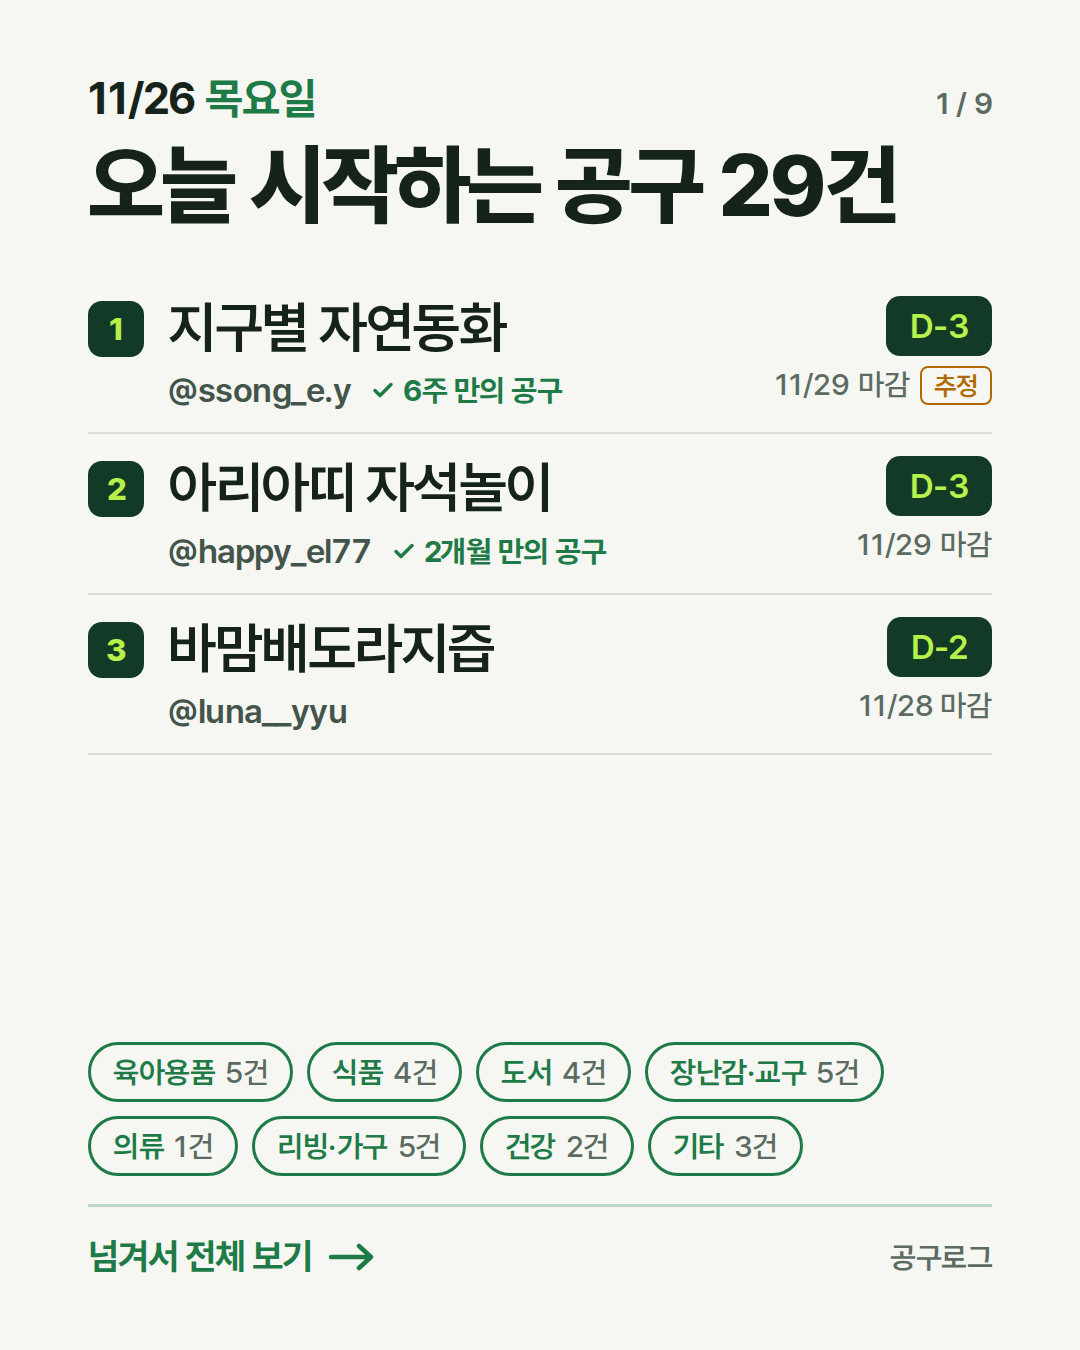 11/26 목요일
1 / 9
오늘 시작하는 공구 29건
1 지구별 자연동화 D-3
@ssong_e.y ✓ 6주 만의 공구 11/29 마감 추정
2 아리아띠 자석놀이 D-3
@happy_el77 ✓ 2개월 만의 공구 11/29 마감
3 바맘배도라지즙 D-2
@luna__yyu 11/28 마감
육아용품 5건 식품 4건 도서 4건 장난감·교구 5건
의류 1건 리빙·가구 5건 건강 2건 기타 3건
넘겨서 전체 보기 → 공구로그